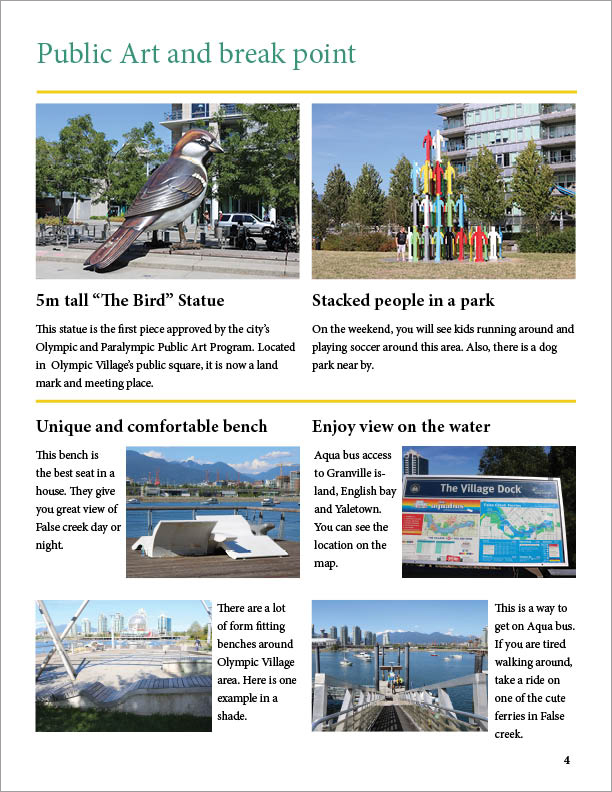 Public Art and break point
5m tall “The Bird” Statue
This statue is the first piece approved by the city’s
Olympic and Paralympic Public Art Program. Located
in  Olympic Village’s public square, it is now a land
mark and meeting place.
Stacked people in a park
On the weekend, you will see kids running around and
playing soccer around this area. Also, there is a dog
park near by.
Unique and comfortable bench
This bench is
the best seat in a
house. They give
you great view of
False creek day or
night.
There are a lot
of form fitting
benches around
Olympic Village
area. Here is one
example in a
shade.
Enjoy view on the water
Aqua bus access
to Granville is-
land, English bay
and Yaletown.
You can see the
location on the
map.
The Village Dock
aquabus
This is a way to
get on Aqua bus.
If you are tired
walking around,
take a ride on
one of the cute
ferries in False
creek.
4